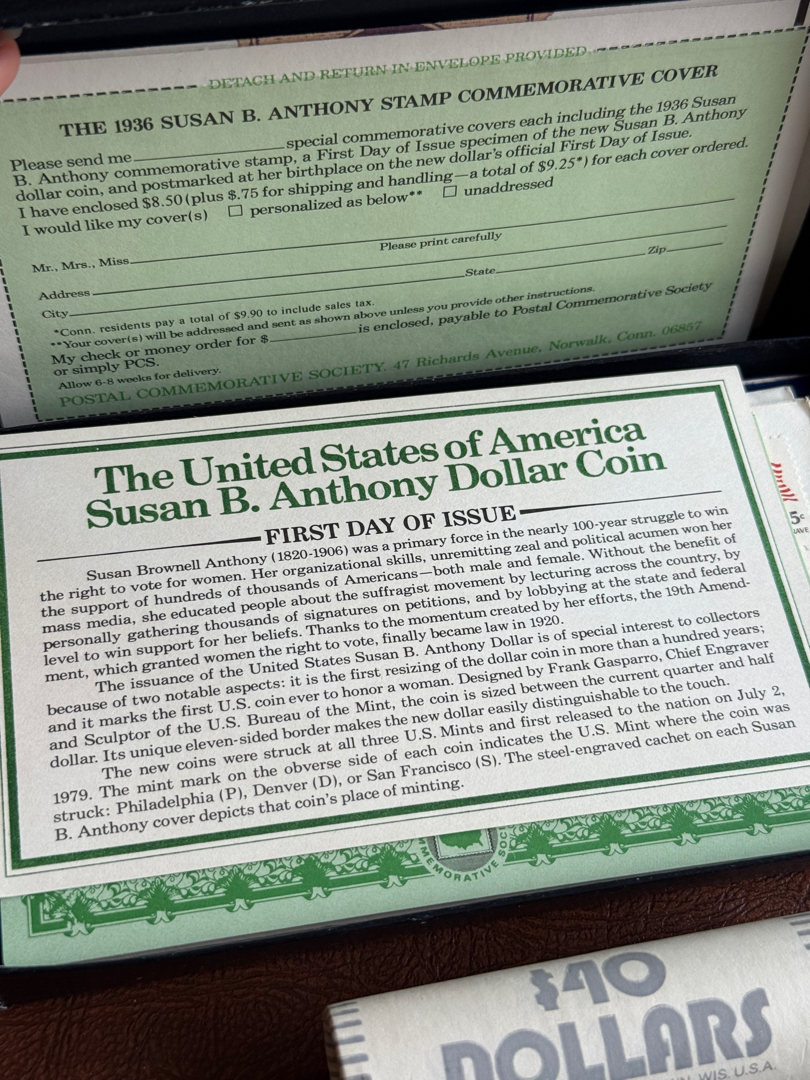 DETACH AND RETURN IN ENVELOPE PROVIDED
THE 1936 SUSAN B. ANTHONY STAMP COMMEMORATIVE COVER
Please send me special commemorative covers each including the 1936 Susan
B. Anthony commemorative stamp, a First Day of Issue specimen of the new Susan B. Anthony
dollar coin, and postmarked at her birthplace on the new dollar's official First Day of Issue.
I have enclosed $8.50 (plus $.75 for shipping and handling—a total of $9.25*) for each cover ordered.
I would like my cover(s) ☐ personalized as below** ☐ unaddressed
Mr., Mrs., Miss
Please print carefully
Address
City State Zip
*Conn. residents pay a total of $9.90 to include sales tax.
**Your cover(s) will be addressed and sent as shown above unless you provide other instructions.
My check or money order for $ is enclosed, payable to Postal Commemorative Society
or simply PCS.
Allow 6-8 weeks for delivery.
POSTAL COMMEMORATIVE SOCIETY, 47 Richards Avenue, Norwalk, Conn. 06857
The United States of America
Susan B. Anthony Dollar Coin
FIRST DAY OF ISSUE
Susan Brownell Anthony (1820-1906) was a primary force in the nearly 100-year struggle to win
the right to vote for women. Her organizational skills, unremitting zeal and political acumen won her
the support of hundreds of thousands of Americans—both male and female. Without the benefit of
mass media, she educated people about the suffragist movement by lecturing across the country, by
personally gathering thousands of signatures on petitions, and by lobbying at the state and federal
level to win support for her beliefs. Thanks to the momentum created by her efforts, the 19th Amend-
ment, which granted women the right to vote, finally became law in 1920.
The issuance of the United States Susan B. Anthony Dollar is of special interest to collectors
because of two notable aspects: it is the first resizing of the dollar coin in more than a hundred years;
and it marks the first U.S. coin ever to honor a woman. Designed by Frank Gasparro, Chief Engraver
and Sculptor of the U.S. Bureau of the Mint, the coin is sized between the current quarter and half
dollar. Its unique eleven-sided border makes the new dollar easily distinguishable to the touch.
The new coins were struck at all three U.S. Mints and first released to the nation on July 2,
1979. The mint mark on the obverse side of each coin indicates the U.S. Mint where the coin was
struck: Philadelphia (P), Denver (D), or San Francisco (S). The steel-engraved cachet on each Susan
B. Anthony cover depicts that coin's place of minting.
5c
$40
DOLLARS
WIS. U.S.A.